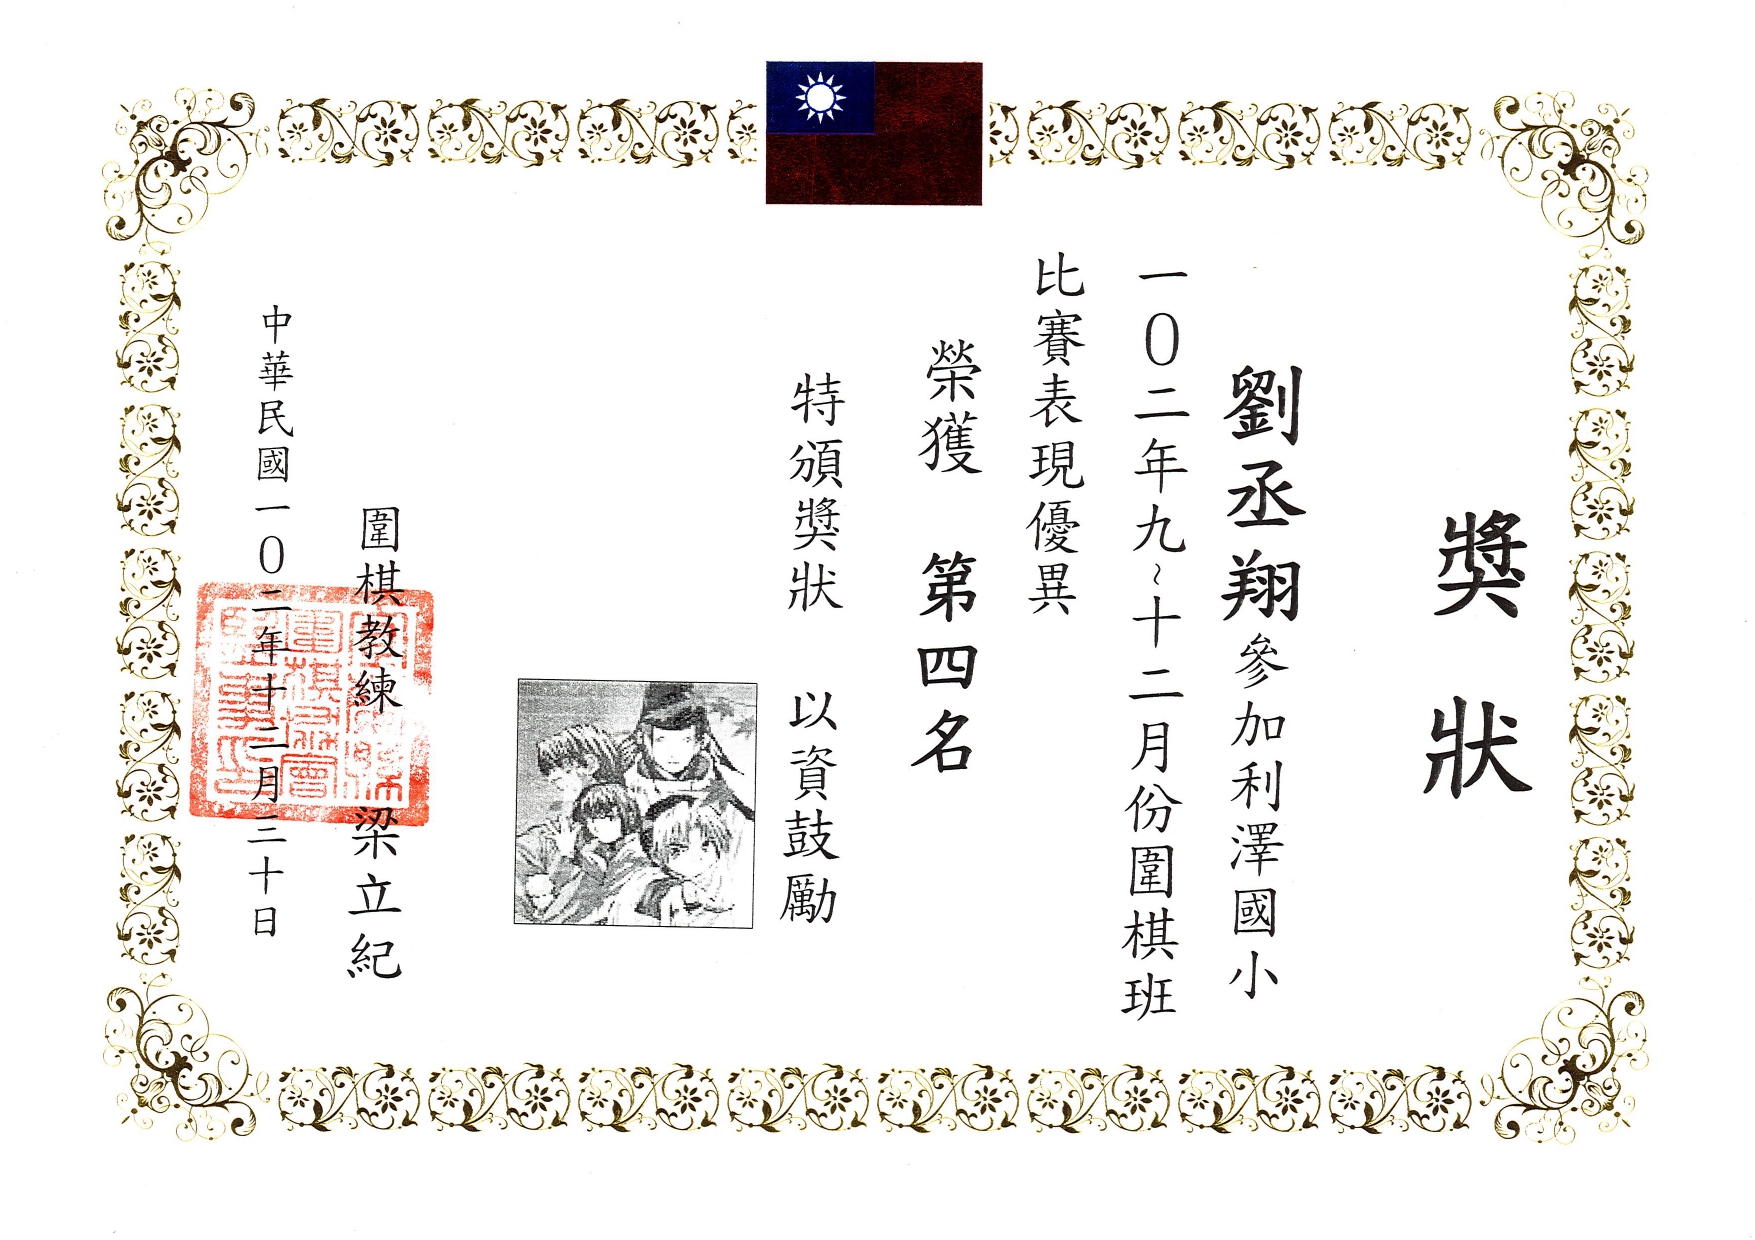 獎狀
劉丞翔參加利澤國小
一〇二年九~十二月份圍棋班
比賽表現優異
榮獲 第四名
特頒獎狀 以資鼓勵
圍棋教練 梁立紀
中華民國一〇二年十二月三十日